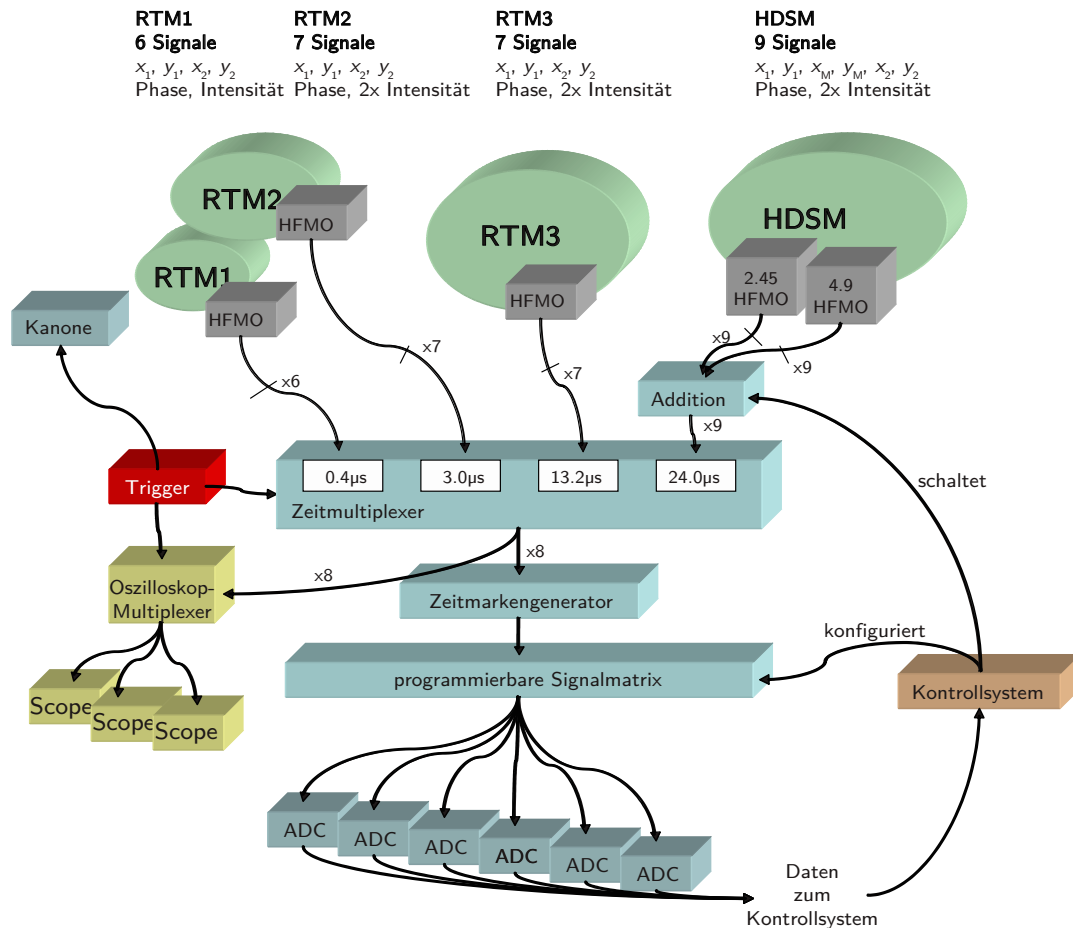 RTM1
6 Signale
x₁, y₁, x₂, y₂
Phase, Intensität
RTM2
7 Signale
x₁, y₁, x₂, y₂
Phase, 2x Intensität
RTM3
7 Signale
x₁, y₁, x₂, y₂
Phase, 2x Intensität
HDSM
9 Signale
x₁, y₁, x_M, y_M, x₂, y₂
Phase, 2x Intensität
RTM2
HFMO
RTM1
HFMO
RTM3
HFMO
HDSM
2.45
HFMO
4.9
HFMO
Kanone
x7
x6
x7
x9
x9
Addition
x9
Trigger
0.4µs
3.0µs
13.2µs
24.0µs
Zeitmultiplexer
schaltet
x8
x8
Oszilloskop-
Multiplexer
Zeitmarkengenerator
konfiguriert
programmierbare Signalmatrix
Kontrollsystem
Scope
Scope
Scope
ADC
ADC
ADC
ADC
ADC
ADC
Daten
zum
Kontrollsystem